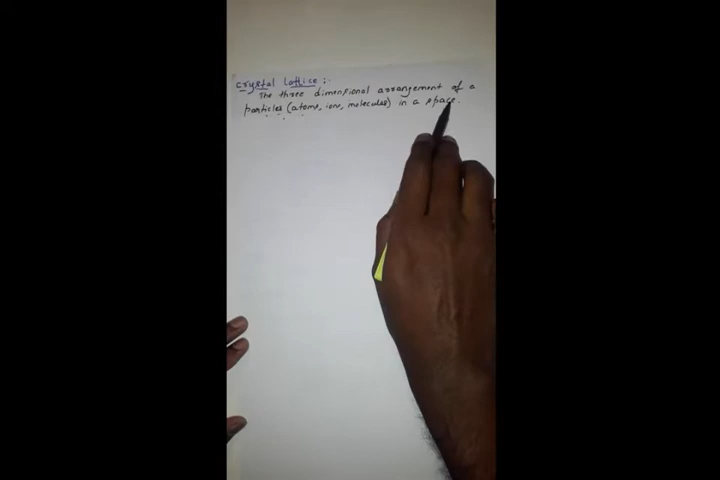 Crystal Lattice :-
The three dimensional arrangement of a
particles (atoms, ions, molecules) in a space.